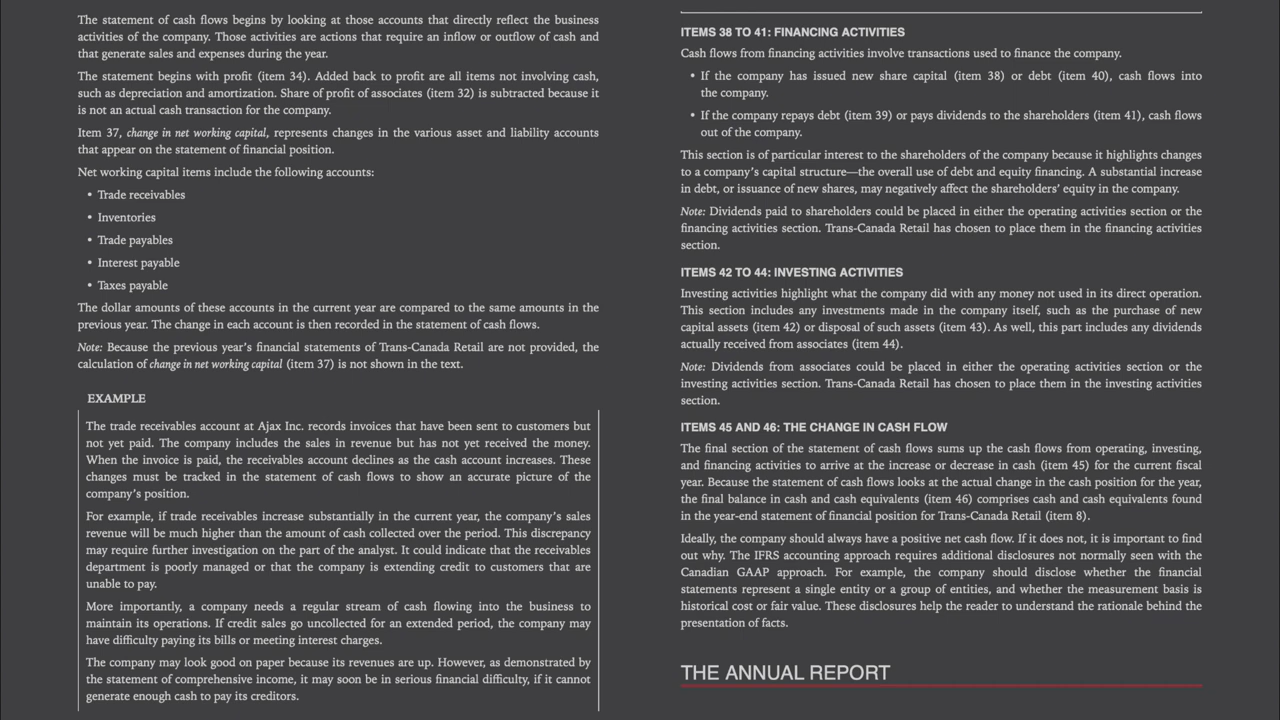 The statement of cash flows begins by looking at those accounts that directly reflect the business
activities of the company. Those activities are actions that require an inflow or outflow of cash and
that generate sales and expenses during the year.
The statement begins with profit (item 34). Added back to profit are all items not involving cash,
such as depreciation and amortization. Share of profit of associates (item 32) is subtracted because it
is not an actual cash transaction for the company.
Item 37, change in net working capital, represents changes in the various asset and liability accounts
that appear on the statement of financial position.
Net working capital items include the following accounts:
• Trade receivables
• Inventories
• Trade payables
• Interest payable
• Taxes payable
The dollar amounts of these accounts in the current year are compared to the same amounts in the
previous year. The change in each account is then recorded in the statement of cash flows.
Note: Because the previous year's financial statements of Trans-Canada Retail are not provided, the
calculation of change in net working capital (item 37) is not shown in the text.
EXAMPLE
The trade receivables account at Ajax Inc. records invoices that have been sent to customers but
not yet paid. The company includes the sales in revenue but has not yet received the money.
When the invoice is paid, the receivables account declines as the cash account increases. These
changes must be tracked in the statement of cash flows to show an accurate picture of the
company's position.
For example, if trade receivables increase substantially in the current year, the company's sales
revenue will be much higher than the amount of cash collected over the period. This discrepancy
may require further investigation on the part of the analyst. It could indicate that the receivables
department is poorly managed or that the company is extending credit to customers that are
unable to pay.
More importantly, a company needs a regular stream of cash flowing into the business to
maintain its operations. If credit sales go uncollected for an extended period, the company may
have difficulty paying its bills or meeting interest charges.
The company may look good on paper because its revenues are up. However, as demonstrated by
the statement of comprehensive income, it may soon be in serious financial difficulty, if it cannot
generate enough cash to pay its creditors.
ITEMS 38 TO 41: FINANCING ACTIVITIES
Cash flows from financing activities involve transactions used to finance the company.
• If the company has issued new share capital (item 38) or debt (item 40), cash flows into
the company.
• If the company repays debt (item 39) or pays dividends to the shareholders (item 41), cash flows
out of the company.
This section is of particular interest to the shareholders of the company because it highlights changes
to a company's capital structure—the overall use of debt and equity financing. A substantial increase
in debt, or issuance of new shares, may negatively affect the shareholders' equity in the company.
Note: Dividends paid to shareholders could be placed in either the operating activities section or the
financing activities section. Trans-Canada Retail has chosen to place them in the financing activities
section.
ITEMS 42 TO 44: INVESTING ACTIVITIES
Investing activities highlight what the company did with any money not used in its direct operation.
This section includes any investments made in the company itself, such as the purchase of new
capital assets (item 42) or disposal of such assets (item 43). As well, this part includes any dividends
actually received from associates (item 44).
Note: Dividends from associates could be placed in either the operating activities section or the
investing activities section. Trans-Canada Retail has chosen to place them in the investing activities
section.
ITEMS 45 AND 46: THE CHANGE IN CASH FLOW
The final section of the statement of cash flows sums up the cash flows from operating, investing,
and financing activities to arrive at the increase or decrease in cash (item 45) for the current fiscal
year. Because the statement of cash flows looks at the actual change in the cash position for the year,
the final balance in cash and cash equivalents (item 46) comprises cash and cash equivalents found
in the year-end statement of financial position for Trans-Canada Retail (item 8).
Ideally, the company should always have a positive net cash flow. If it does not, it is important to find
out why. The IFRS accounting approach requires additional disclosures not normally seen with the
Canadian GAAP approach. For example, the company should disclose whether the financial
statements represent a single entity or a group of entities, and whether the measurement basis is
historical cost or fair value. These disclosures help the reader to understand the rationale behind the
presentation of facts.
THE ANNUAL REPORT